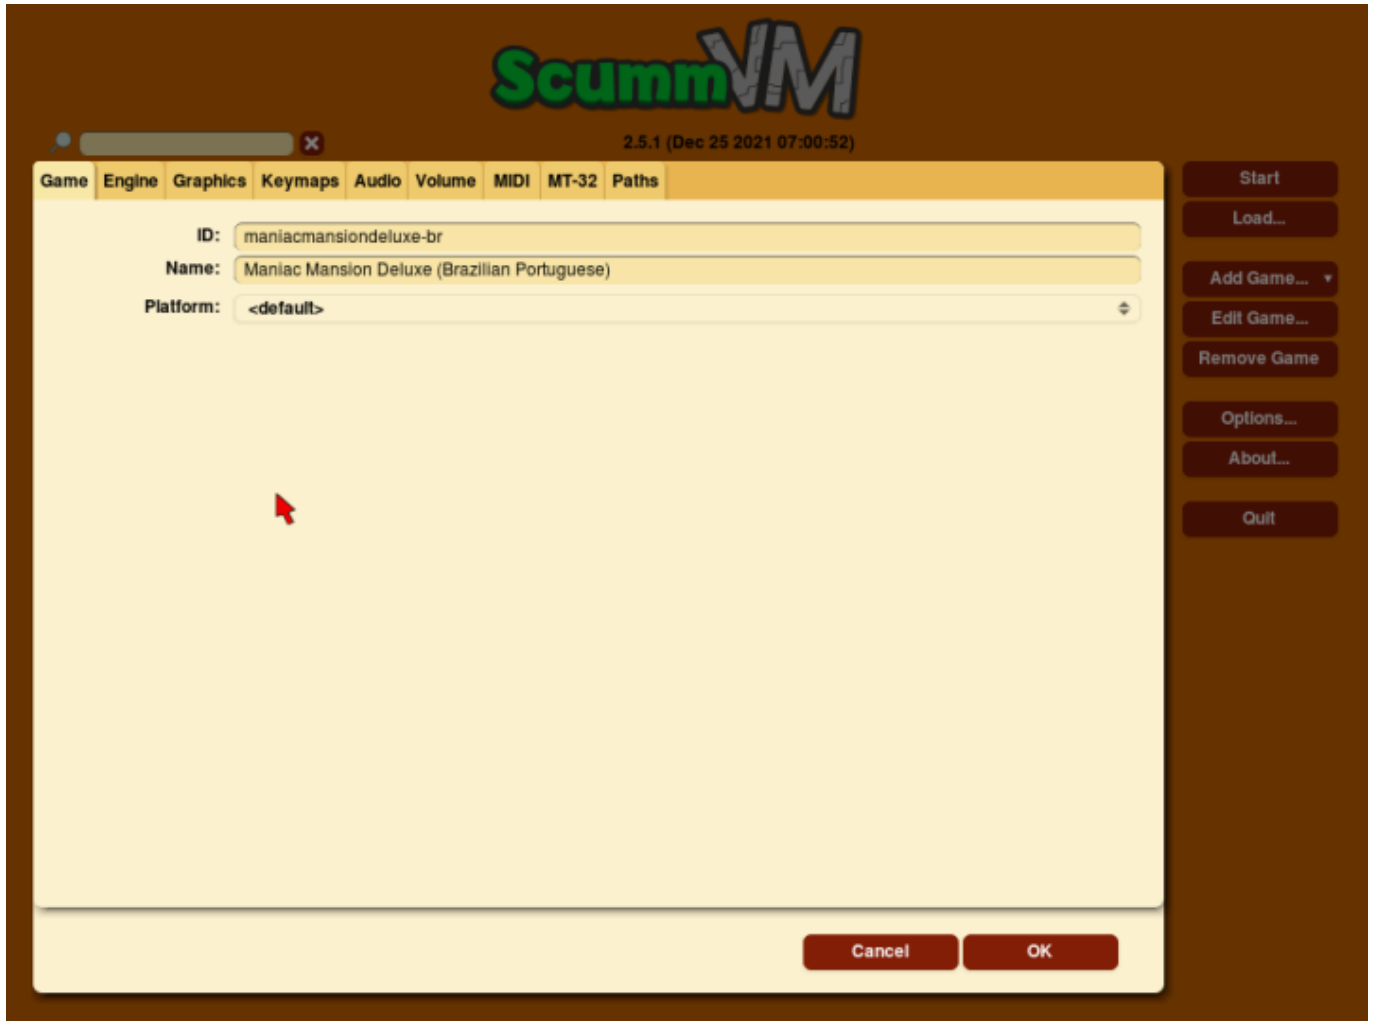 ScummVM
2.5.1 (Dec 25 2021 07:00:52)
Game Engine Graphics Keymaps Audio Volume MIDI MT-32 Paths
ID: maniacmansiondeluxe-br
Name: Maniac Mansion Deluxe (Brazilian Portuguese)
Platform: <default>
Cancel OK
Start
Load...
Add Game...
Edit Game...
Remove Game
Options...
About...
Quit